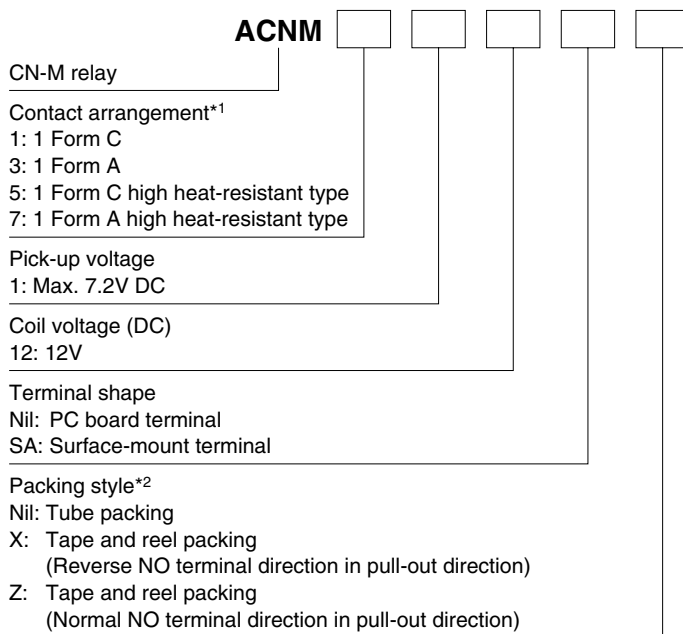 ACNM
CN-M relay
Contact arrangement*1
1: 1 Form C
3: 1 Form A
5: 1 Form C high heat-resistant type
7: 1 Form A high heat-resistant type
Pick-up voltage
1: Max. 7.2V DC
Coil voltage (DC)
12: 12V
Terminal shape
Nil: PC board terminal
SA: Surface-mount terminal
Packing style*2
Nil: Tube packing
X: Tape and reel packing
(Reverse NO terminal direction in pull-out direction)
Z: Tape and reel packing
(Normal NO terminal direction in pull-out direction)